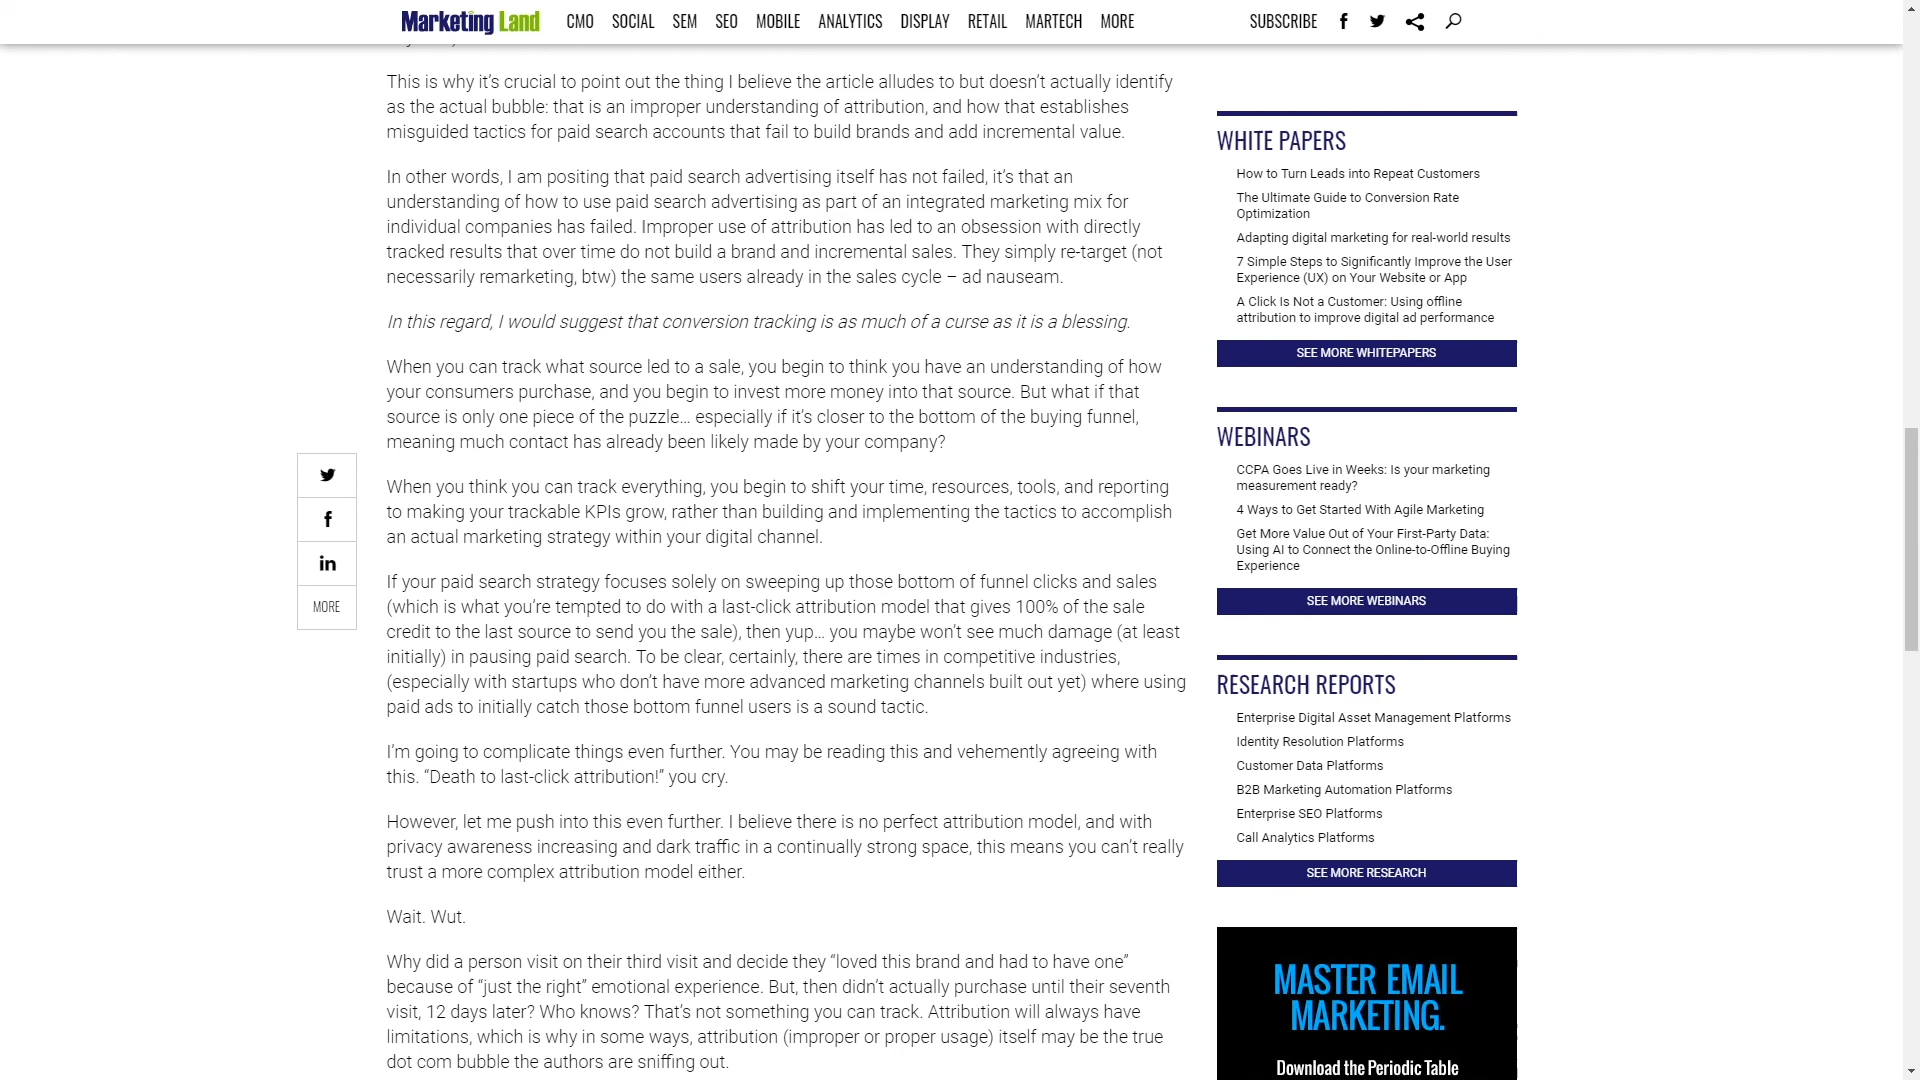 Marketing Land CMO SOCIAL SEM SEO MOBILE ANALYTICS DISPLAY RETAIL MARTECH MORE SUBSCRIBE
This is why it’s crucial to point out the thing I believe the article alludes to but doesn’t actually identify
as the actual bubble: that is an improper understanding of attribution, and how that establishes
misguided tactics for paid search accounts that fail to build brands and add incremental value.
In other words, I am positing that paid search advertising itself has not failed, it’s that an
understanding of how to use paid search advertising as part of an integrated marketing mix for
individual companies has failed. Improper use of attribution has led to an obsession with directly
tracked results that over time do not build a brand and incremental sales. They simply re-target (not
necessarily remarketing, btw) the same users already in the sales cycle – ad nauseam.
In this regard, I would suggest that conversion tracking is as much of a curse as it is a blessing.
When you can track what source led to a sale, you begin to think you have an understanding of how
your consumers purchase, and you begin to invest more money into that source. But what if that
source is only one piece of the puzzle… especially if it’s closer to the bottom of the buying funnel,
meaning much contact has already been likely made by your company?
When you think you can track everything, you begin to shift your time, resources, tools, and reporting
to making your trackable KPIs grow, rather than building and implementing the tactics to accomplish
an actual marketing strategy within your digital channel.
If your paid search strategy focuses solely on sweeping up those bottom of funnel clicks and sales
(which is what you’re tempted to do with a last-click attribution model that gives 100% of the sale
credit to the last source to send you the sale), then yup… you maybe won’t see much damage (at least
initially) in pausing paid search. To be clear, certainly, there are times in competitive industries,
(especially with startups who don’t have more advanced marketing channels built out yet) where using
paid ads to initially catch those bottom funnel users is a sound tactic.
I’m going to complicate things even further. You may be reading this and vehemently agreeing with
this. “Death to last-click attribution!” you cry.
However, let me push into this even further. I believe there is no perfect attribution model, and with
privacy awareness increasing and dark traffic in a continually strong space, this means you can’t really
trust a more complex attribution model either.
Wait. Wut.
Why did a person visit on their third visit and decide they “loved this brand and had to have one”
because of “just the right” emotional experience. But, then didn’t actually purchase until their seventh
visit, 12 days later? Who knows? That’s not something you can track. Attribution will always have
limitations, which is why in some ways, attribution (improper or proper usage) itself may be the true
dot com bubble the authors are sniffing out.
MORE
WHITE PAPERS
How to Turn Leads into Repeat Customers
The Ultimate Guide to Conversion Rate
Optimization
Adapting digital marketing for real-world results
7 Simple Steps to Significantly Improve the User
Experience (UX) on Your Website or App
A Click Is Not a Customer: Using offline
attribution to improve digital ad performance
SEE MORE WHITEPAPERS
WEBINARS
CCPA Goes Live in Weeks: Is your marketing
measurement ready?
4 Ways to Get Started With Agile Marketing
Get More Value Out of Your First-Party Data:
Using AI to Connect the Online-to-Offline Buying
Experience
SEE MORE WEBINARS
RESEARCH REPORTS
Enterprise Digital Asset Management Platforms
Identity Resolution Platforms
Customer Data Platforms
B2B Marketing Automation Platforms
Enterprise SEO Platforms
Call Analytics Platforms
SEE MORE RESEARCH
MASTER EMAIL
MARKETING.
Download the Periodic Table